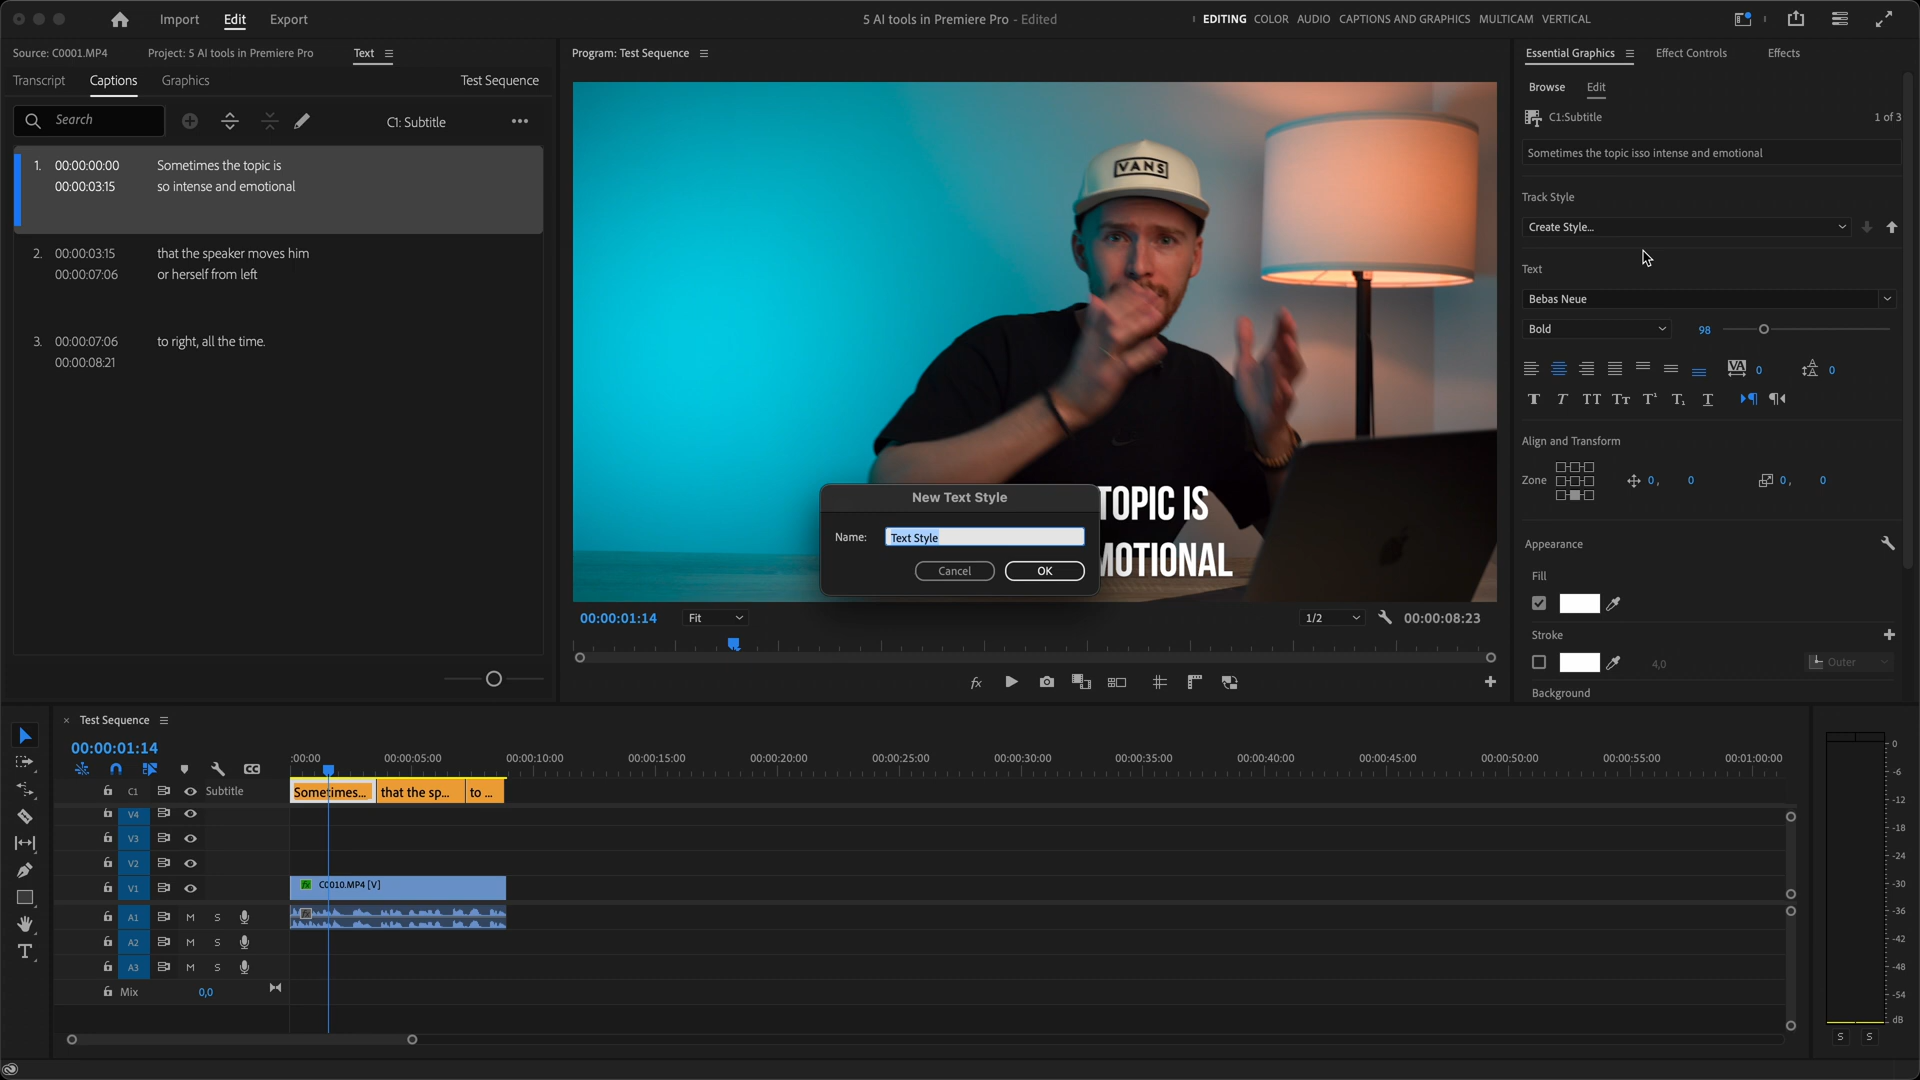 Import
Edit
Export
5 AI tools in Premiere Pro - Edited
EDITING
COLOR
AUDIO
CAPTIONS AND GRAPHICS
MULTICAM
VERTICAL
Source: C0001.MP4
Project: 5 AI tools in Premiere Pro
Text
Program: Test Sequence
Essential Graphics
Effect Controls
Effects
Transcript
Captions
Graphics
Test Sequence
Browse
Edit
Search
C1: Subtitle
C1:Subtitle
1 of 3
1.
00:00:00:00
Sometimes the topic is
00:00:03:15
so intense and emotional
2.
00:00:03:15
that the speaker moves him
00:00:07:06
or herself from left
3.
00:00:07:06
to right, all the time.
00:00:08:21
VANS
TOPIC IS
MOTIONAL
New Text Style
Name:
Text Style
Cancel
OK
Sometimes the topic isso intense and emotional
Track Style
Create Style...
Text
Bebas Neue
Bold
98
VA
0
A
0
T
T
TT
Tт
T¹
T₁
T
Align and Transform
Zone
0 ,
0
0 ,
0
Appearance
Fill
Stroke
4,0
Outer
Background
00:00:01:14
Fit
1/2
00:00:08:23
fx
Test Sequence
00:00:01:14
:00:00
00:00:05:00
00:00:10:00
00:00:15:00
00:00:20:00
00:00:25:00
00:00:30:00
00:00:35:00
00:00:40:00
00:00:45:00
00:00:50:00
00:00:55:00
00:01:00:00
CC
C1
Subtitle
Sometimes...
that the sp...
to ...
V4
V3
V2
V1
fx
C0010.MP4 [V]
A1
M
S
A2
M
S
A3
M
S
Mix
0,0
T
0
-6
-12
-18
-24
-30
-36
-42
-48
-54
dB
S
S